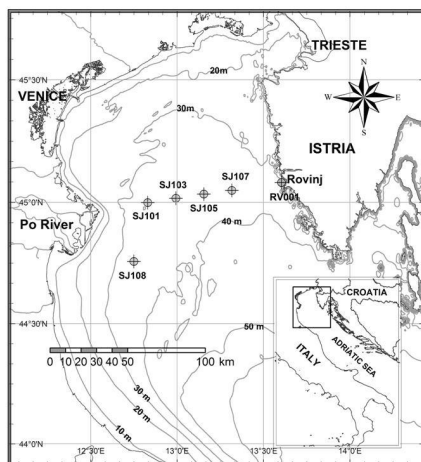 TRIESTE
20m
45°30'
VENICE
N
W E
S
30m
ISTRIA
SJ103
SJ107
Rovinj
SJ101
SJ105
RV001
45°0'
Po River
40 m
SJ108
CROATIA
44°30'
50 m
ITALY
ADRIATIC SEA
0 10 20 30 40 50 100 km
30 m
20 m
10 m
44°0'
12°30' 13°0' 13°30' 14°0'